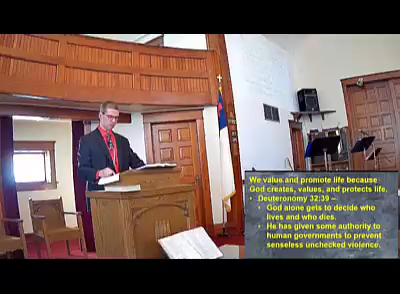 We value and promote life because
God creates, values, and protects life.
• Deuteronomy 32:39 –
• God alone gets to decide who
lives and who dies.
• He has given some authority to
human governments to prevent
senseless unchecked violence.